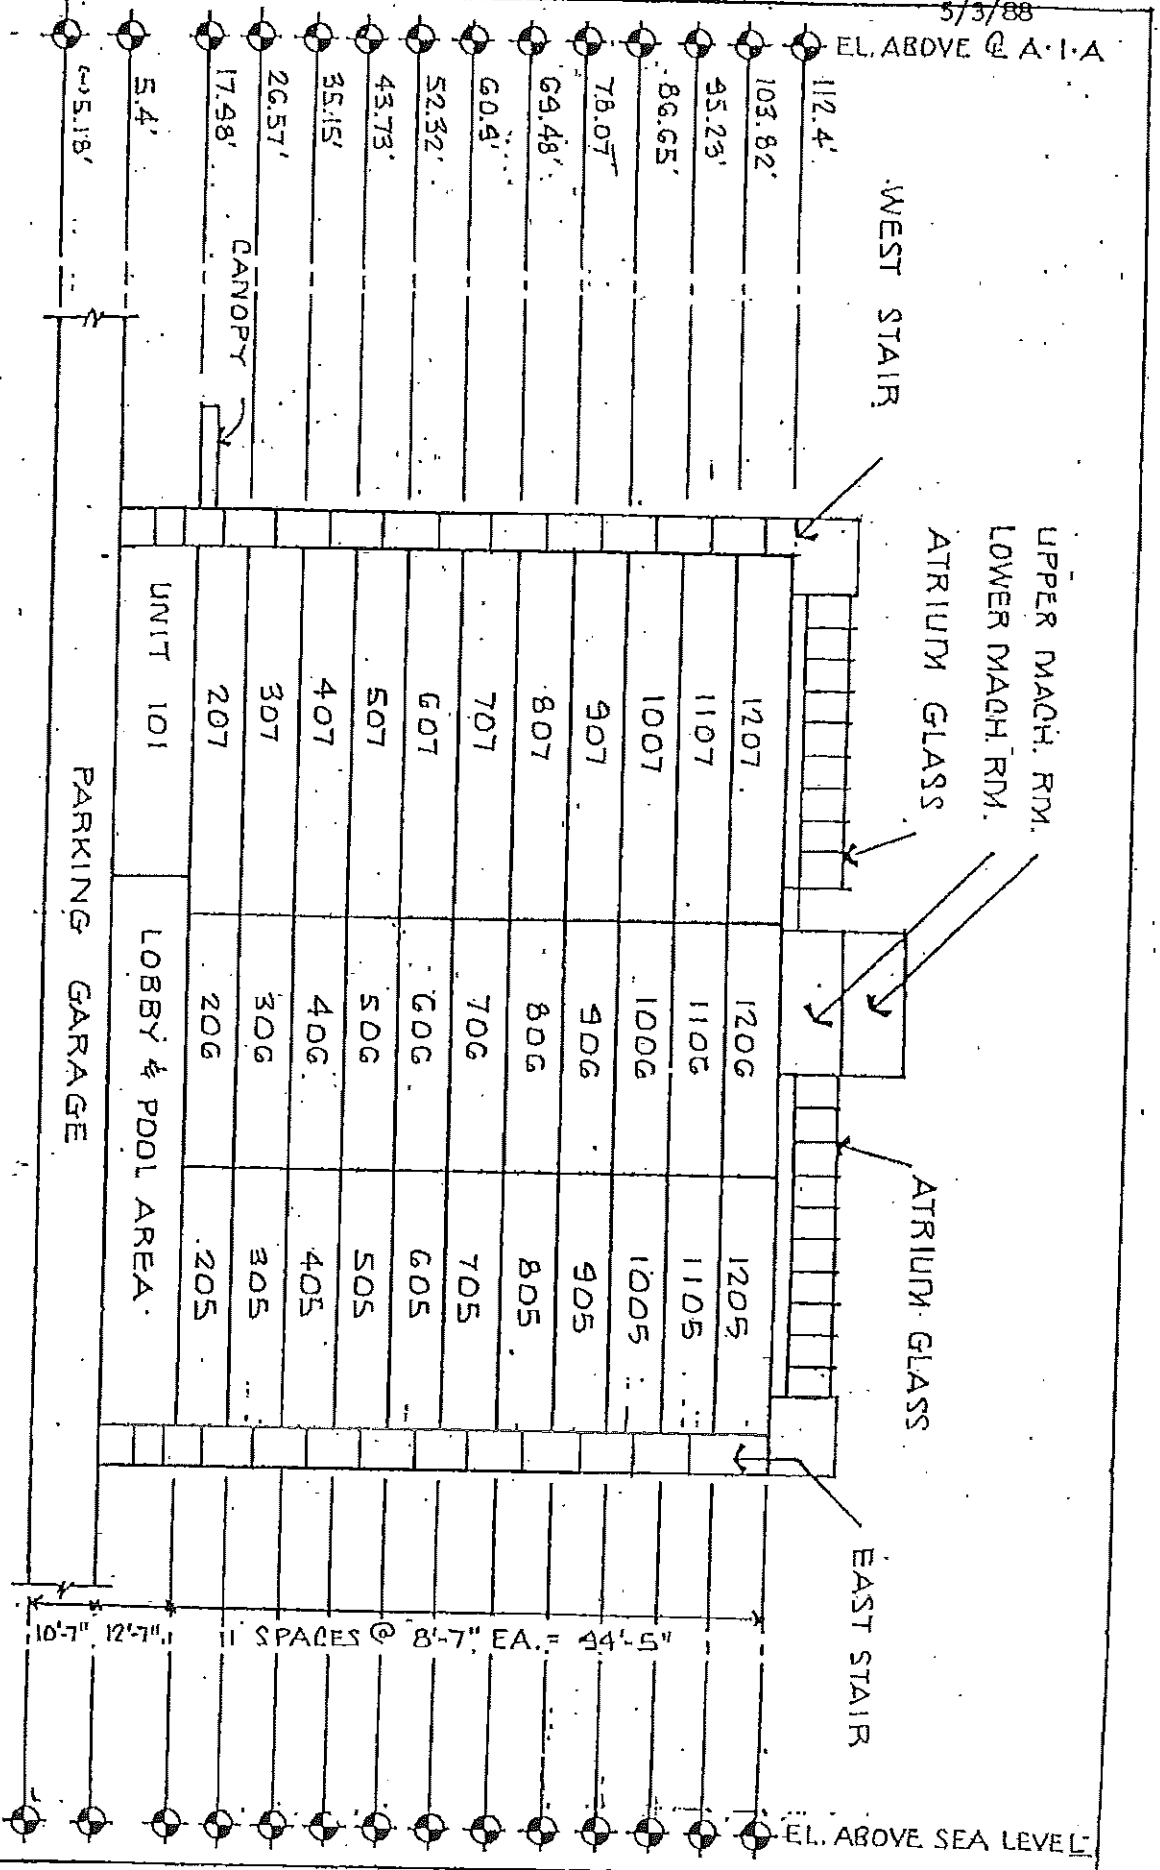 5/3/88
EL. ABOVE ℄ A.I.A
112.4'
103.82'
95.23'
86.65'
78.07
69.48'
60.9'
52.32'
43.73'
35.15'
26.57'
17.98'
5.4'
(-)5.18'
CANOPY
WEST STAIR
UPPER MACH. RM.
LOWER MACH. RM.
ATRIUM GLASS
ATRIUM GLASS
EAST STAIR
1207 1206 1205
1107 1106 1105
1007 1006 1005
907 906 905
807 806 805
707 706 705
607 606 605
507 506 505
407 406 405
307 306 305
207 206 205
UNIT 101
LOBBY & POOL AREA
PARKING GARAGE
10'-7" 12'-7" 11 SPACES @ 8'-7" EA. = 94'-5"
EL. ABOVE SEA LEVEL